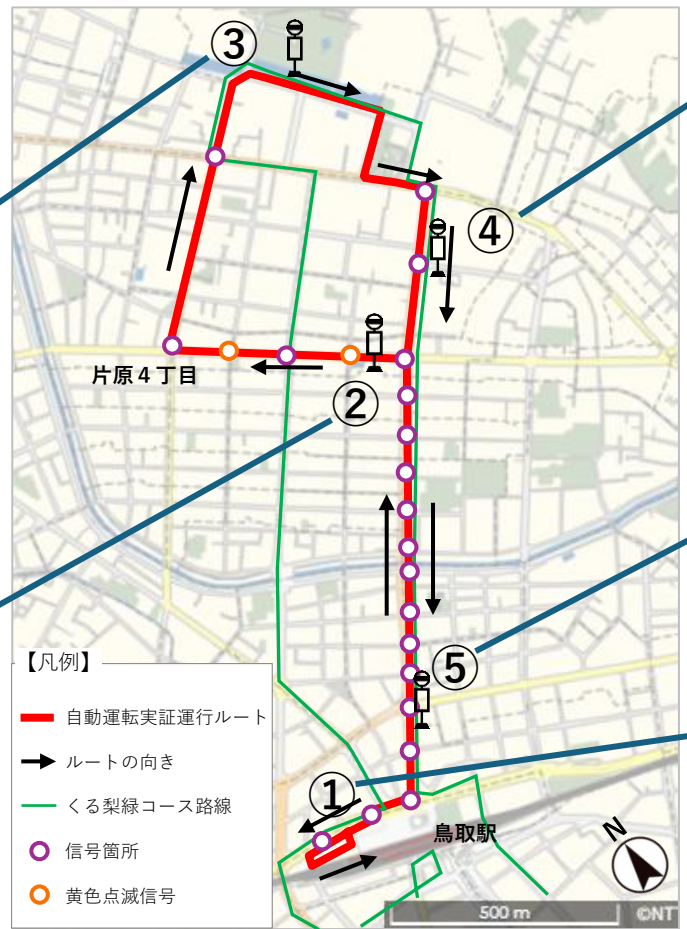 ③
④
片原４丁目
②
⑤
【凡例】
自動運転実証運行ルート
ルートの向き
くる梨緑コース路線
信号箇所
黄色点滅信号
①
鳥取駅
N
500 m
©NT